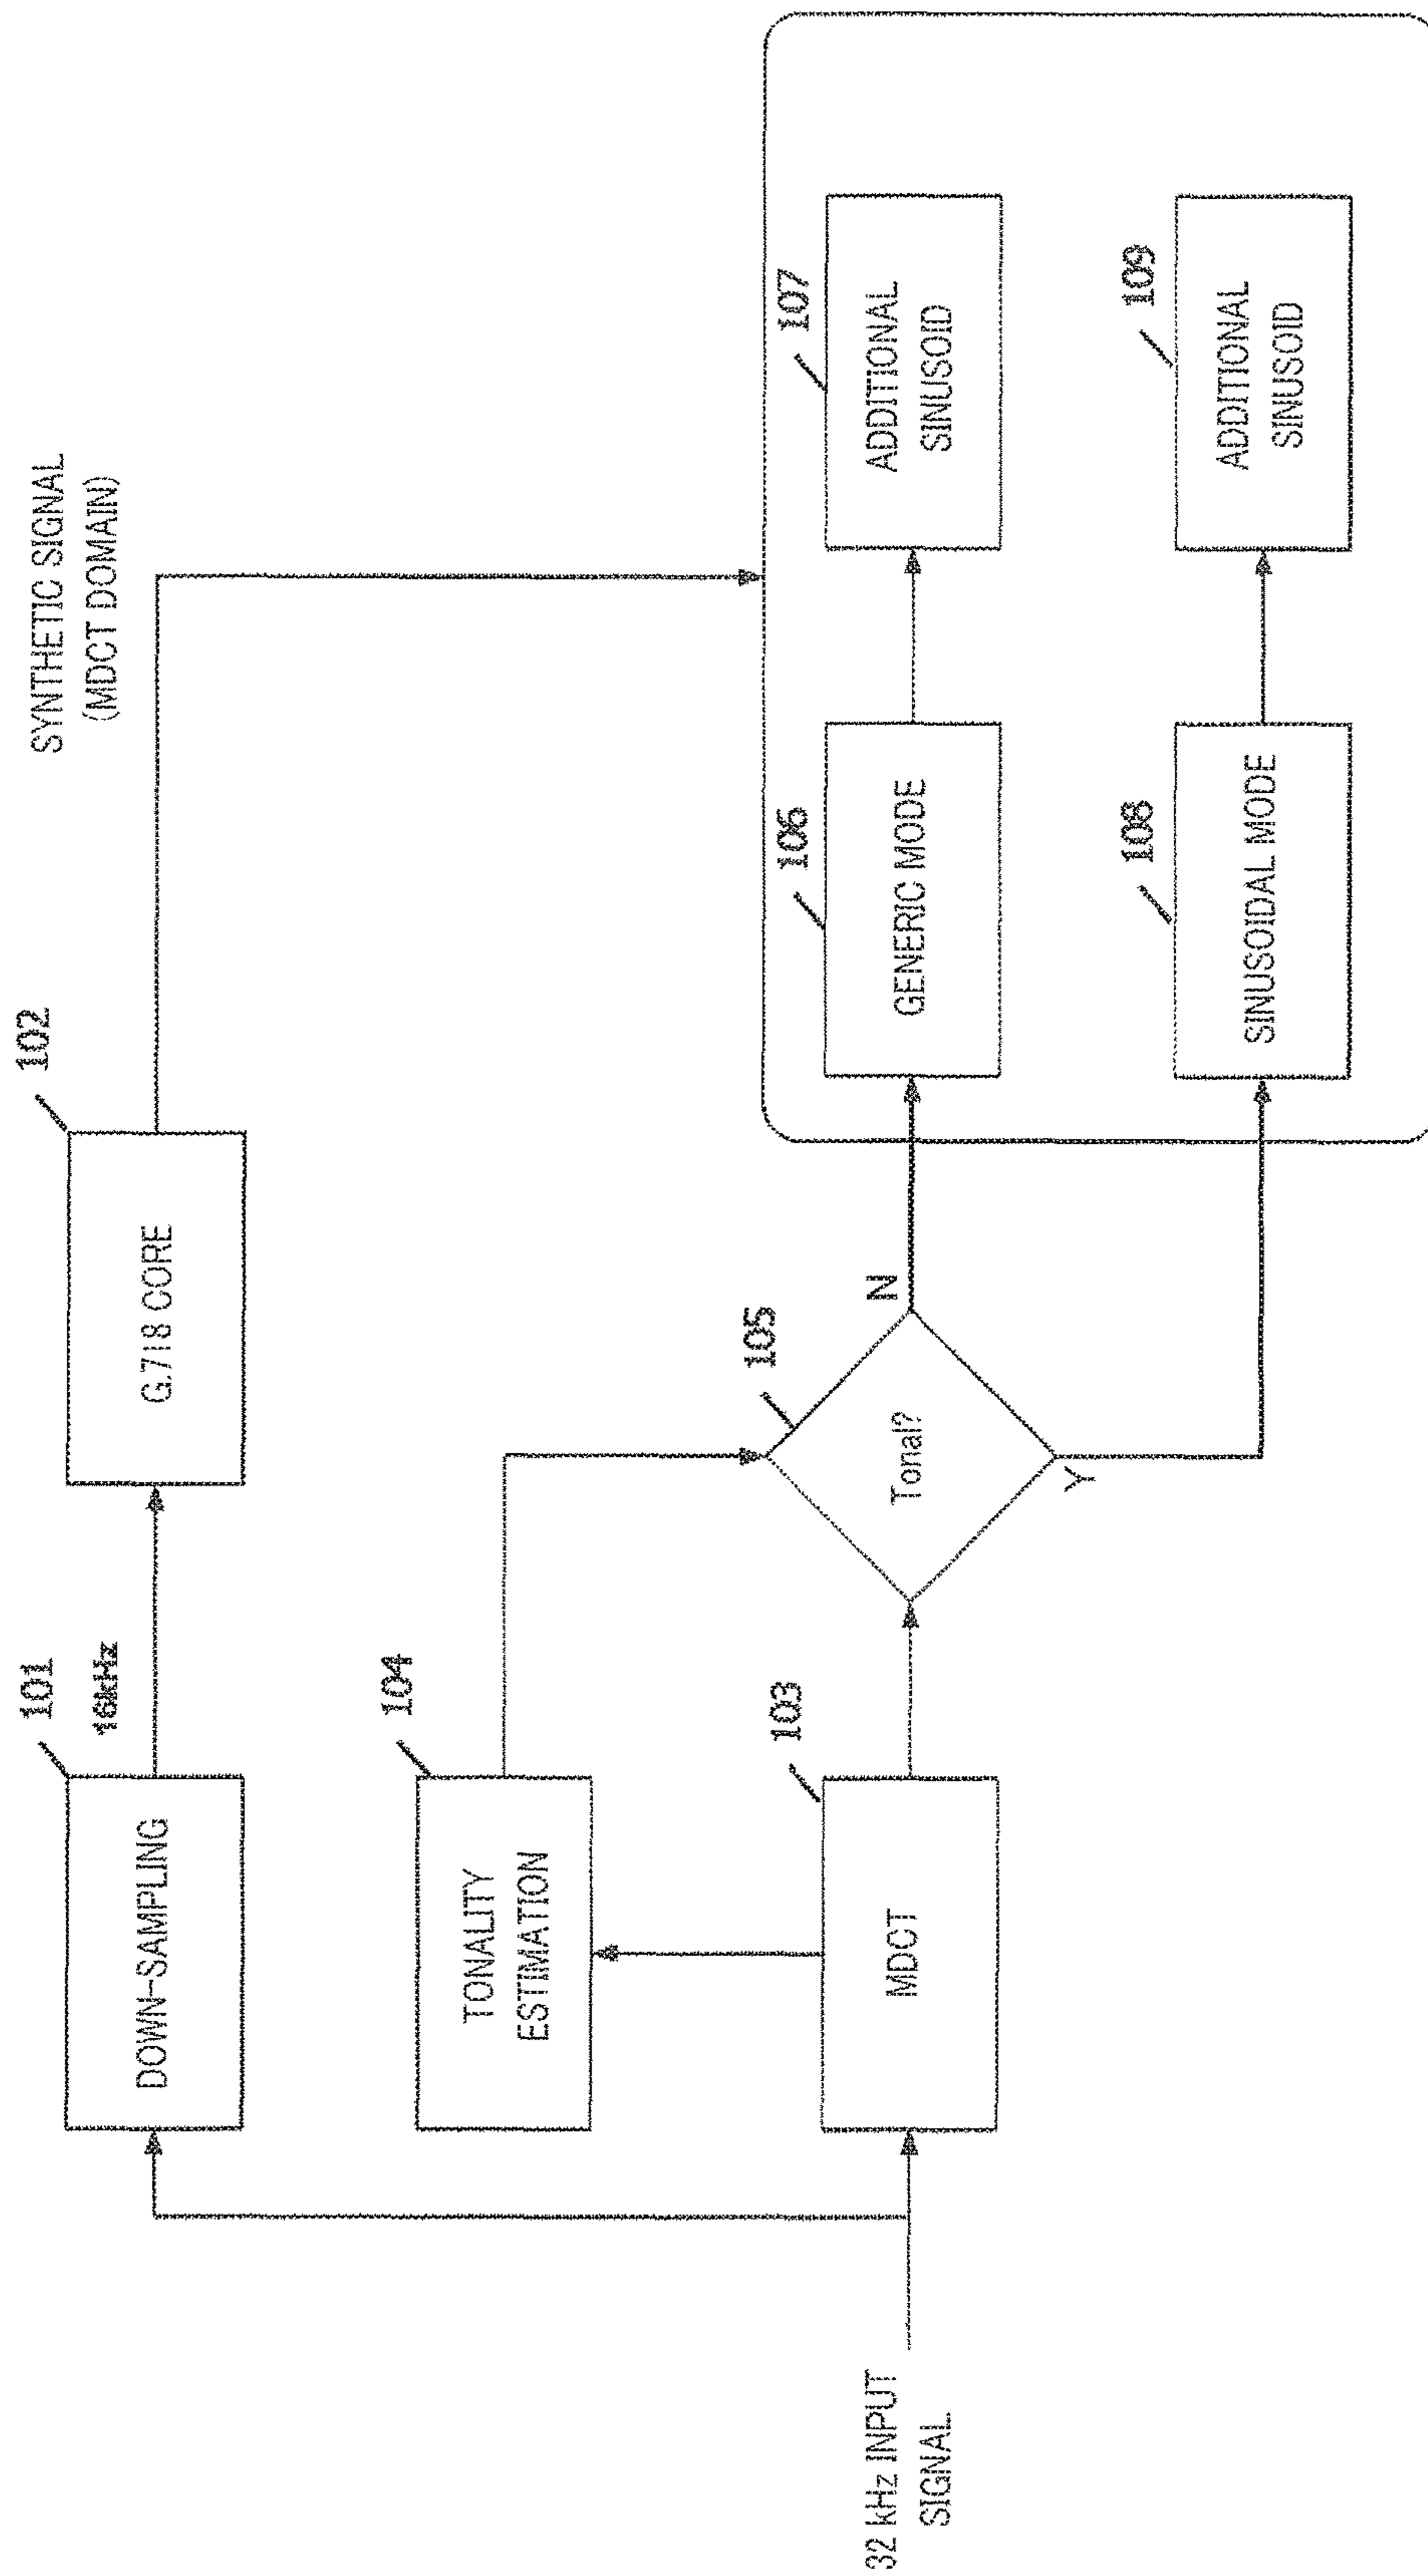 SYNTHETIC SIGNAL
(MDCT DOMAIN)
101
16kHz
102
DOWN-SAMPLING
G.718 CORE
104
TONALITY
ESTIMATION
105
103
MDCT
Tonal?
N
Y
32 kHz INPUT
SIGNAL
106
GENERIC MODE
107
ADDITIONAL
SINUSOID
108
SINUSOIDAL MODE
109
ADDITIONAL
SINUSOID